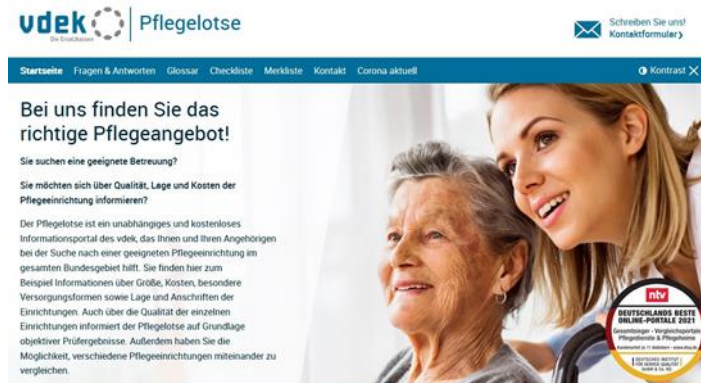 vdek
Die Ersatzkassen
Pflegelotse
Schreiben Sie uns!
Kontaktformular
Startseite Fragen & Antworten Glossar Checkliste Merkliste Kontakt Corona aktuell
Kontrast
Bei uns finden Sie das
richtige Pflegeangebot!
Sie suchen eine geeignete Betreuung?
Sie möchten sich über Qualität, Lage und Kosten der
Pflegeeinrichtung informieren?
Der Pflegelotse ist ein unabhängiges und kostenloses
Informationsportal des vdek, das Ihnen und Ihren Angehörigen
bei der Suche nach einer geeigneten Pflegeeinrichtung im
gesamten Bundesgebiet hilft. Sie finden hier zum
Beispiel Informationen über Größe, Kosten, besondere
Versorgungsformen sowie Lage und Anschriften der
Einrichtungen. Auch über die Qualität der einzelnen
Einrichtungen informiert der Pflegelotse auf Grundlage
objektiver Prüfergebnisse. Außerdem haben Sie die
Möglichkeit, verschiedene Pflegeeinrichtungen miteinander zu
vergleichen.
ntv
DEUTSCHLANDS BESTE
ONLINE-PORTALE 2021
Gesamtsieger - Vergleichsportale
Pflegedienste & Pflegeheime
DEUTSCHES INSTITUT
FÜR SERVICE-QUALITÄT
GmbH & Co. KG